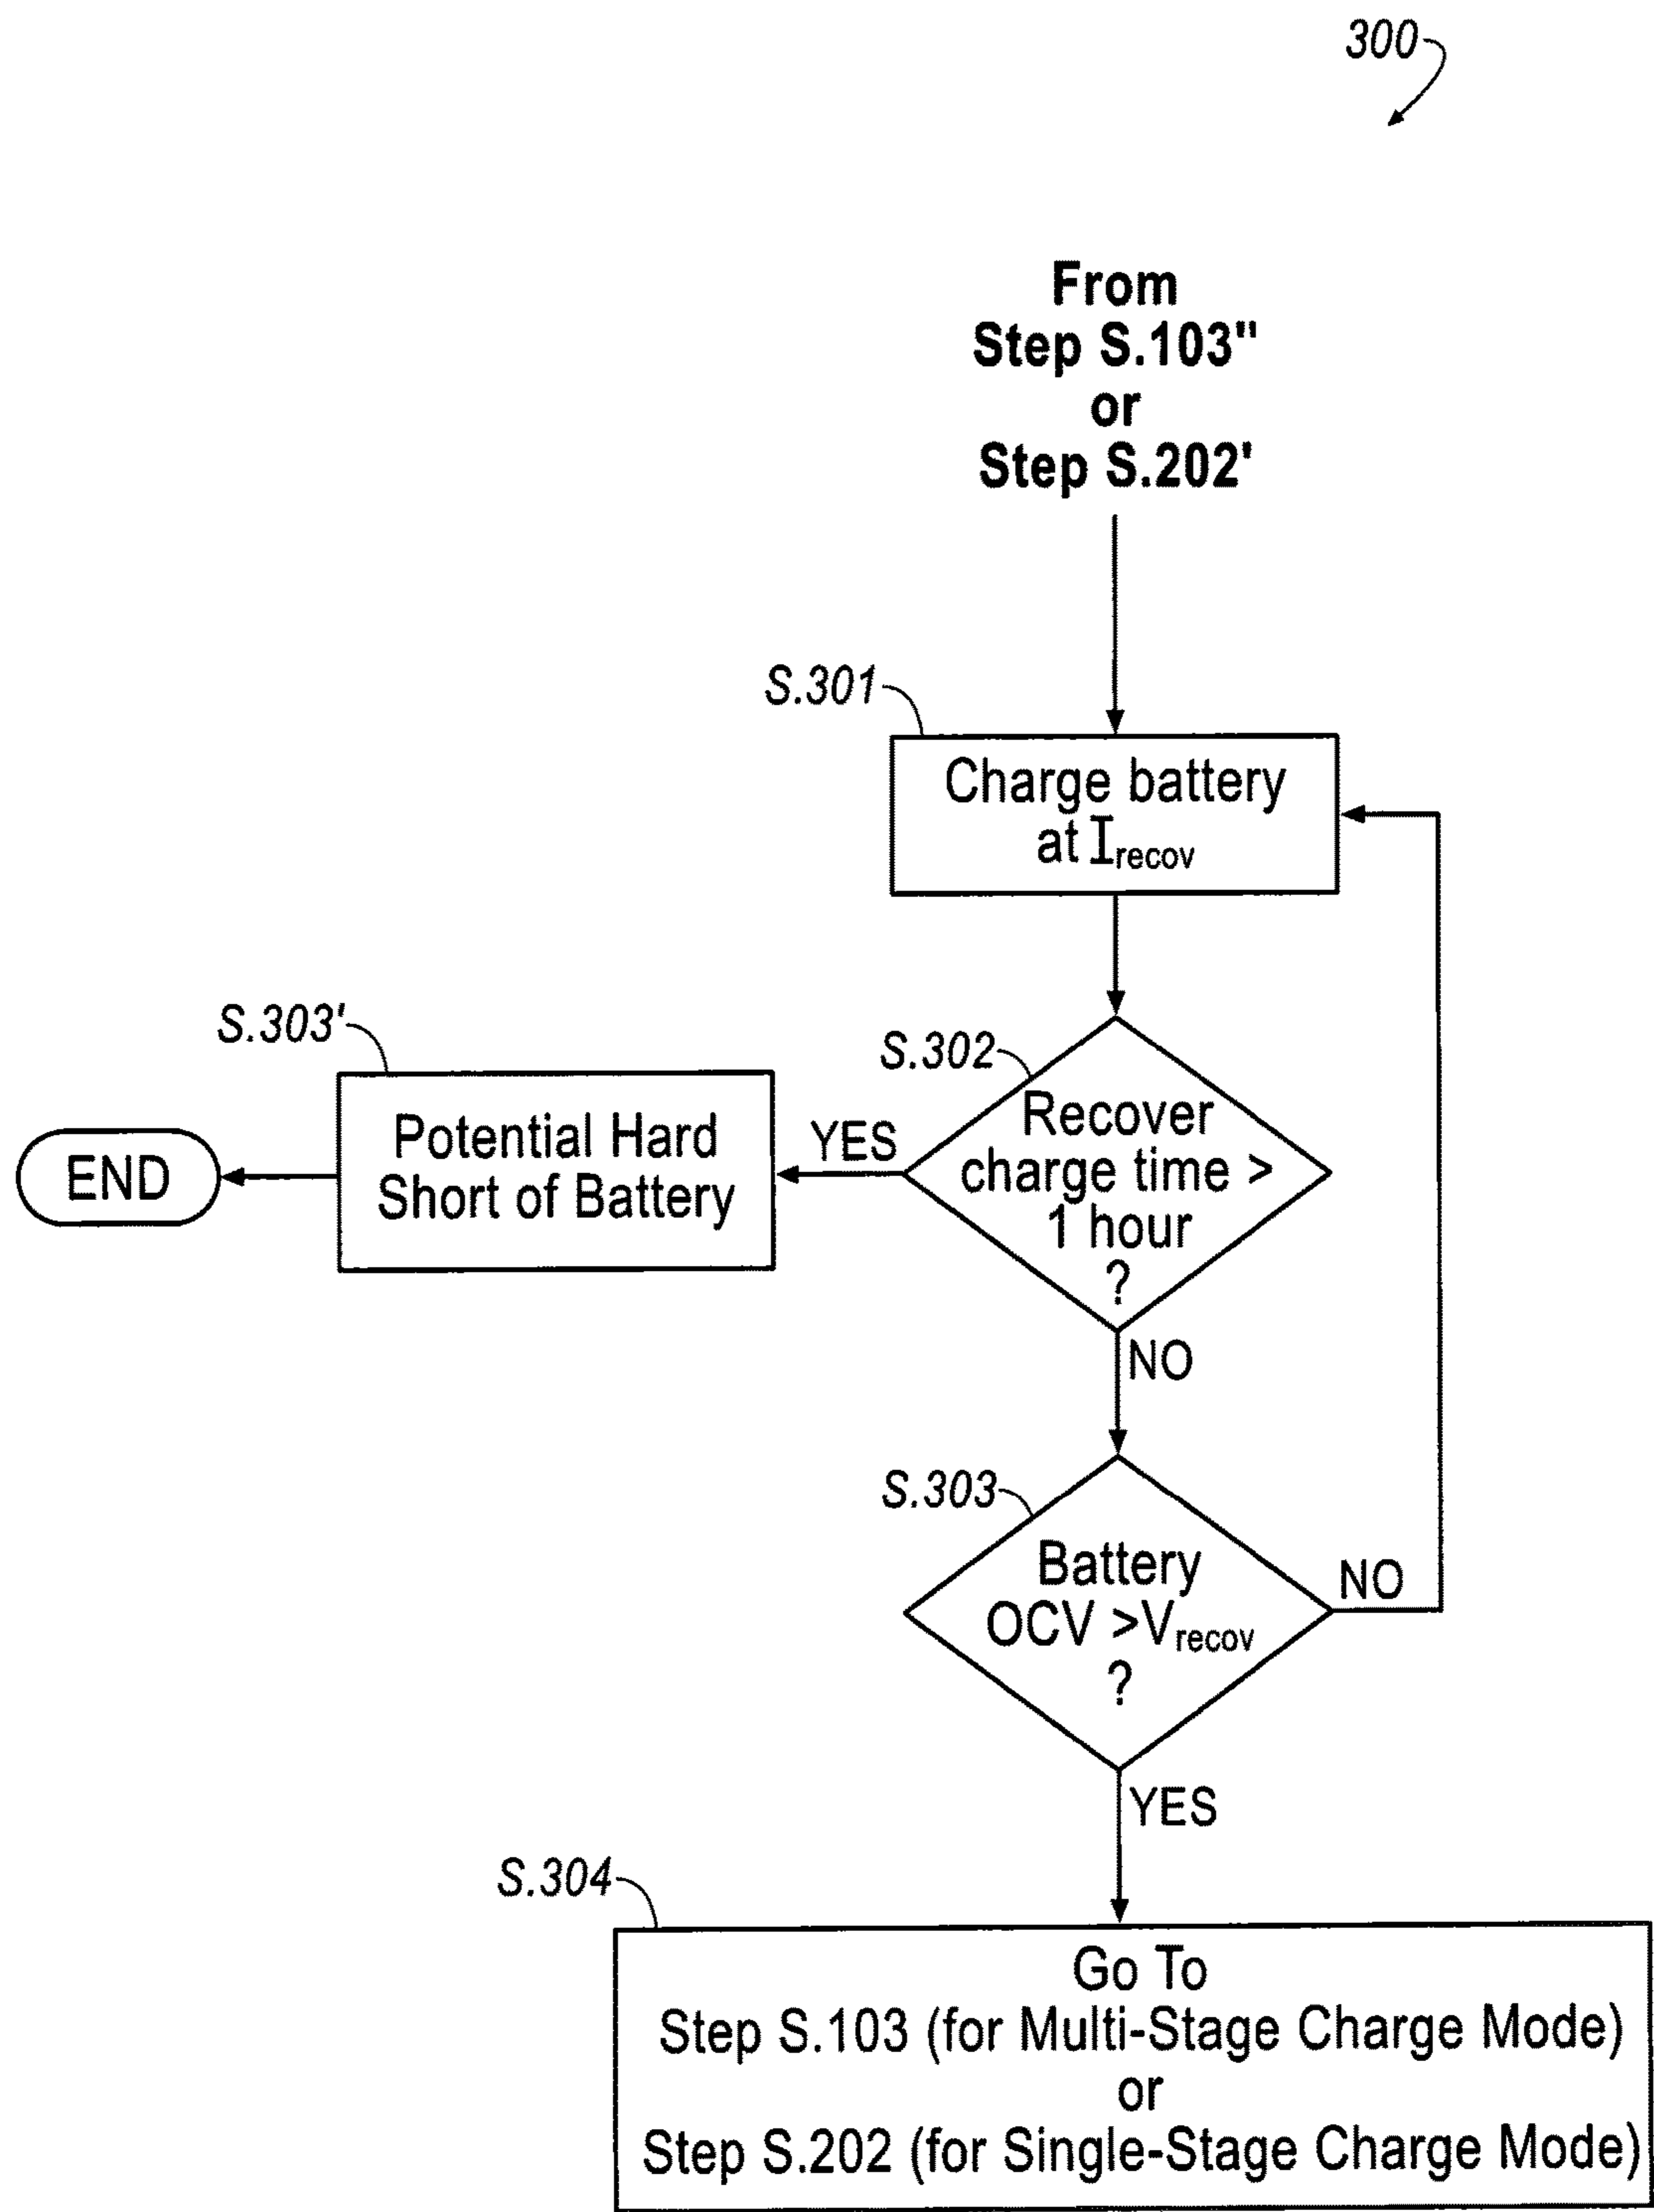 300
From
Step S.103"
or
Step S.202'
S.301
Charge battery
at Irecov
S.303'
S.302
Recover
charge time >
1 hour
?
YES
Potential Hard
Short of Battery
END
NO
S.303
Battery
OCV >Vrecov
?
NO
YES
S.304
Go To
Step S.103 (for Multi-Stage Charge Mode)
or
Step S.202 (for Single-Stage Charge Mode)